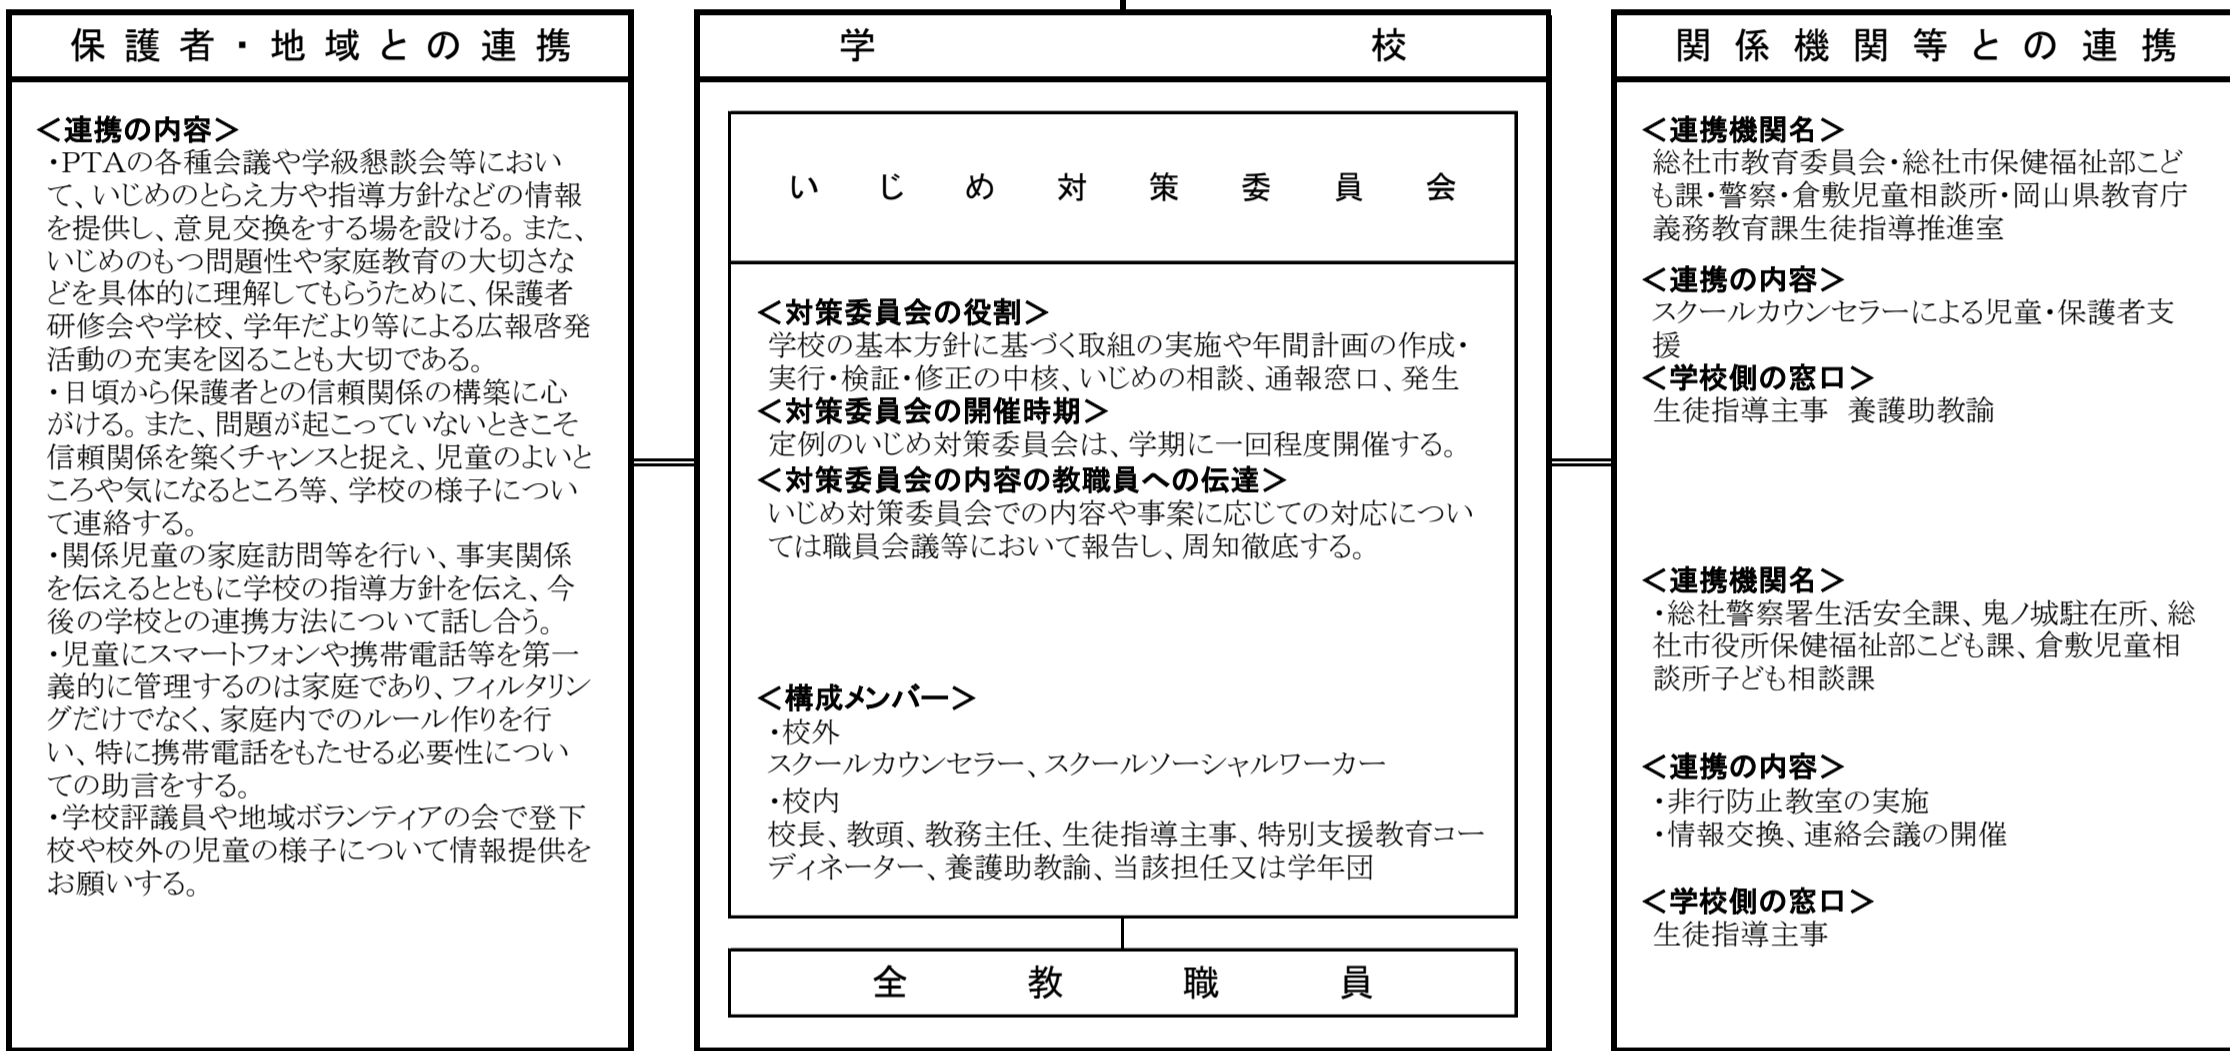 保護者・地域との連携
＜連携の内容＞
・PTAの各種会議や学級懇談会等におい
て、いじめのとらえ方や指導方針などの情報
を提供し、意見交換をする場を設ける。また、
いじめのもつ問題性や家庭教育の大切さな
どを具体的に理解してもらうために、保護者
研修会や学校、学年だより等による広報啓発
活動の充実を図ることも大切である。
・日頃から保護者との信頼関係の構築に心
がける。また、問題が起こっていないときこそ
信頼関係を築くチャンスと捉え、児童のよいと
ころや気になるところ等、学校の様子につい
て連絡する。
・関係児童の家庭訪問等を行い、事実関係
を伝えるとともに学校の指導方針を伝え、今
後の学校との連携方法について話し合う。
・児童にスマートフォンや携帯電話等を第一
義的に管理するのは家庭であり、フィルタリン
グだけでなく、家庭内でのルール作りを行
い、特に携帯電話をもたせる必要性につい
ての助言をする。
・学校評議員や地域ボランティアの会で登下
校や校外の児童の様子について情報提供を
お願いする。
学校
いじめ対策委員会
＜対策委員会の役割＞
学校の基本方針に基づく取組の実施や年間計画の作成・
実行・検証・修正の中核、いじめの相談、通報窓口、発生
＜対策委員会の開催時期＞
定例のいじめ対策委員会は、学期に一回程度開催する。
＜対策委員会の内容の教職員への伝達＞
いじめ対策委員会での内容や事案に応じての対応につい
ては職員会議等において報告し、周知徹底する。
＜構成メンバー＞
・校外
スクールカウンセラー、スクールソーシャルワーカー
・校内
校長、教頭、教務主任、生徒指導主事、特別支援教育コー
ディネーター、養護助教諭、当該担任又は学年団
全教職員
関係機関等との連携
＜連携機関名＞
総社市教育委員会・総社市保健福祉部こど
も課・警察・倉敷児童相談所・岡山県教育庁
義務教育課生徒指導推進室
＜連携の内容＞
スクールカウンセラーによる児童・保護者支
援
＜学校側の窓口＞
生徒指導主事　養護助教諭
＜連携機関名＞
・総社警察署生活安全課、鬼ノ城駐在所、総
社市役所保健福祉部こども課、倉敷児童相
談所子ども相談課
＜連携の内容＞
・非行防止教室の実施
・情報交換、連絡会議の開催
＜学校側の窓口＞
生徒指導主事